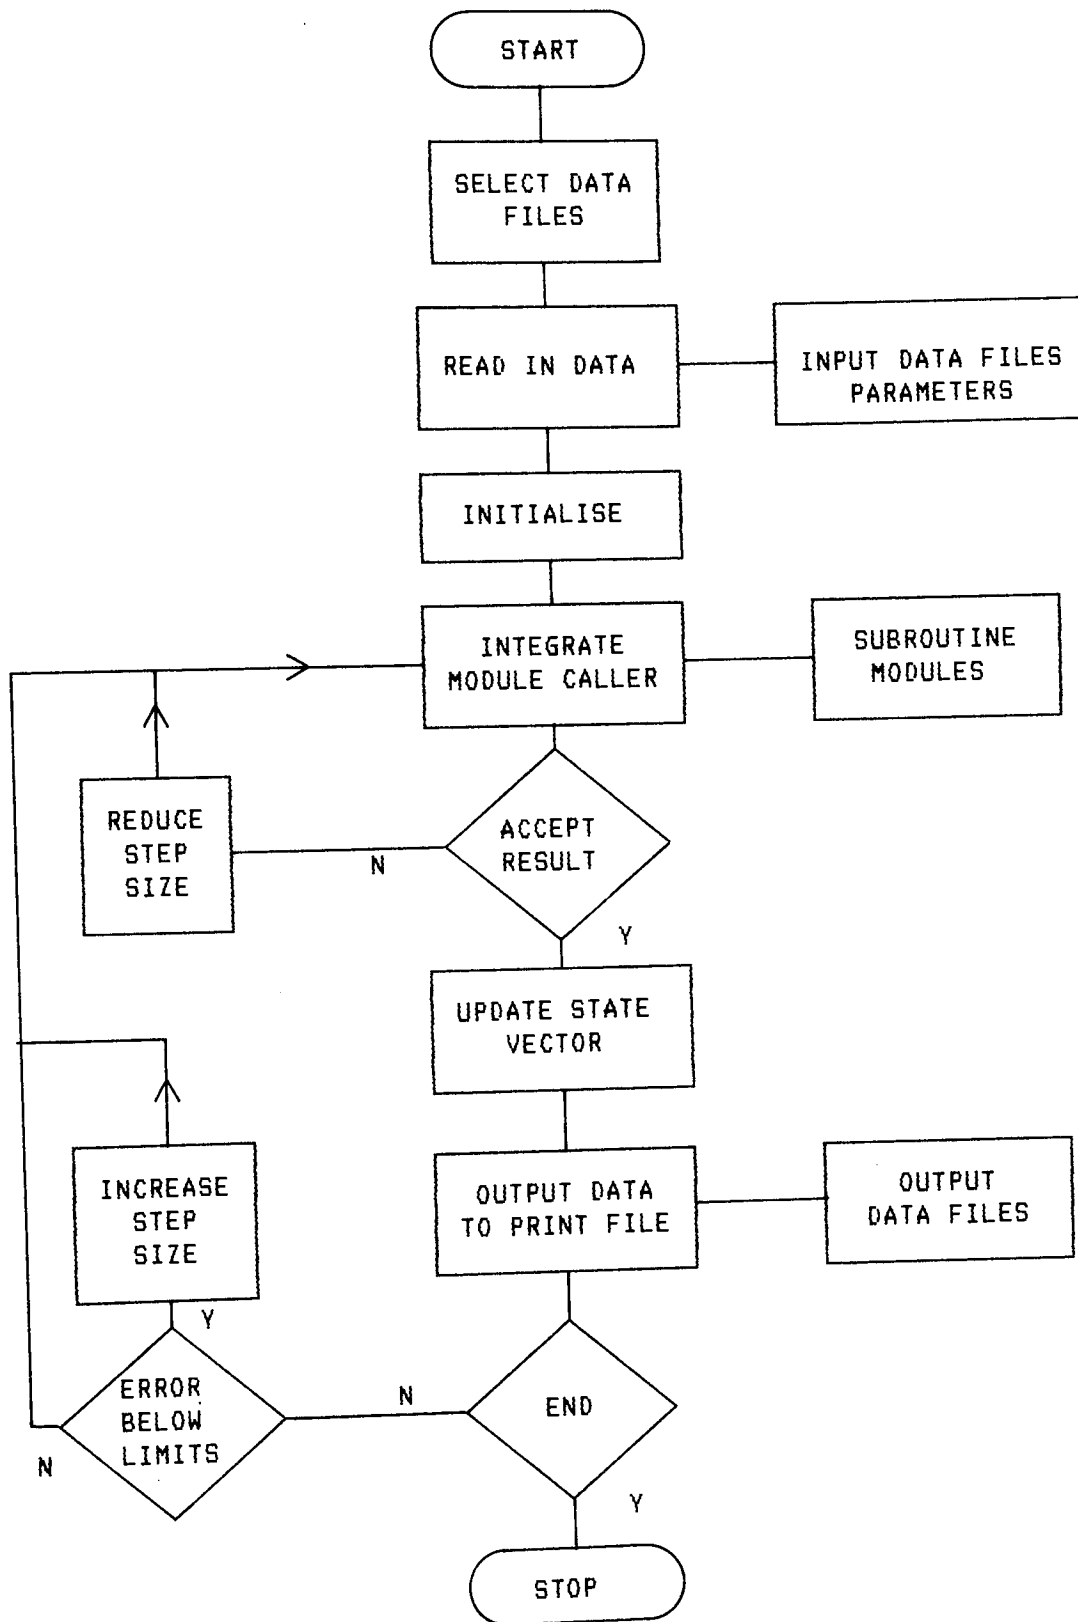 START
SELECT DATA
FILES
READ IN DATA
INPUT DATA FILES
PARAMETERS
INITIALISE
INTEGRATE
MODULE CALLER
SUBROUTINE
MODULES
REDUCE
STEP
SIZE
N
ACCEPT
RESULT
Y
UPDATE STATE
VECTOR
INCREASE
STEP
SIZE
OUTPUT DATA
TO PRINT FILE
OUTPUT
DATA FILES
Y
ERROR
BELOW
LIMITS
N
N
END
Y
STOP